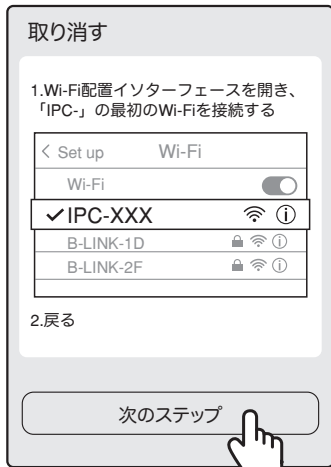 取り消す
1.Wi-Fi配置イソターフェースを開き、
「IPC-」の最初のWi-Fiを接続する
< Set up Wi-Fi
Wi-Fi
✓IPC-XXX
B-LINK-1D
B-LINK-2F
2.戻る
次のステップ